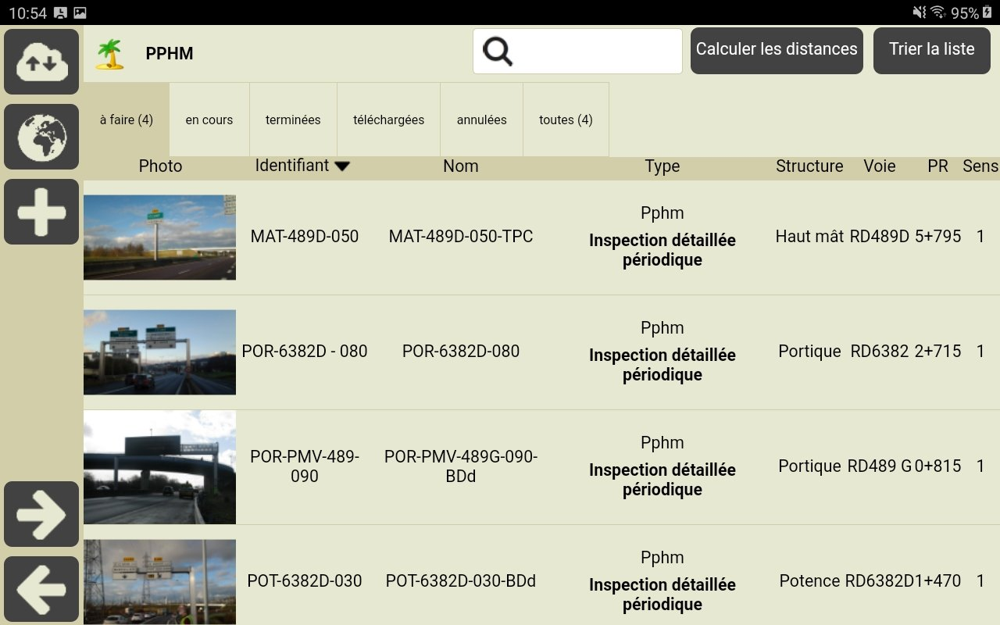 10:54
95%
PPHM
Calculer les distances
Trier la liste
à faire (4)
en cours
terminées
téléchargées
annulées
toutes (4)
Photo
Identifiant
Nom
Type
Structure
Voie
PR
Sens
MAT-489D-050
MAT-489D-050-TPC
Pphm
Inspection détaillée
périodique
Haut mât
RD489D
5+795
1
POR-6382D - 080
POR-6382D-080
Pphm
Inspection détaillée
périodique
Portique
RD6382
2+715
1
POR-PMV-489-
090
POR-PMV-489G-090-
BDd
Pphm
Inspection détaillée
périodique
Portique
RD489 G
0+815
1
POT-6382D-030
POT-6382D-030-BDd
Pphm
Inspection détaillée
périodique
Potence
RD6382D
1+470
1